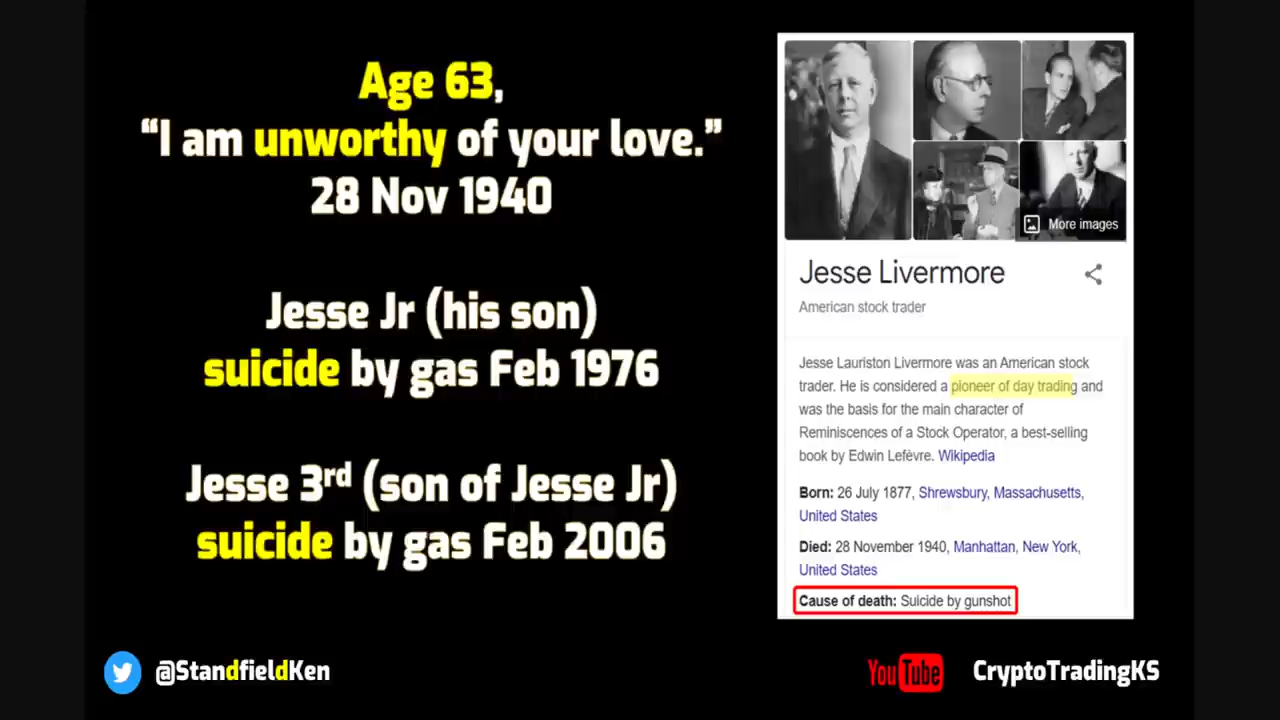 Age 63,
“I am unworthy of your love.”
28 Nov 1940
Jesse Jr (his son)
suicide by gas Feb 1976
Jesse 3rd (son of Jesse Jr)
suicide by gas Feb 2006
More images
Jesse Livermore
American stock trader
Jesse Lauriston Livermore was an American stock
trader. He is considered a pioneer of day trading and
was the basis for the main character of
Reminiscences of a Stock Operator, a best-selling
book by Edwin Lefèvre. Wikipedia
Born: 26 July 1877, Shrewsbury, Massachusetts,
United States
Died: 28 November 1940, Manhattan, New York,
United States
Cause of death: Suicide by gunshot
@StandfieldKen
YouTube CryptoTradingKS